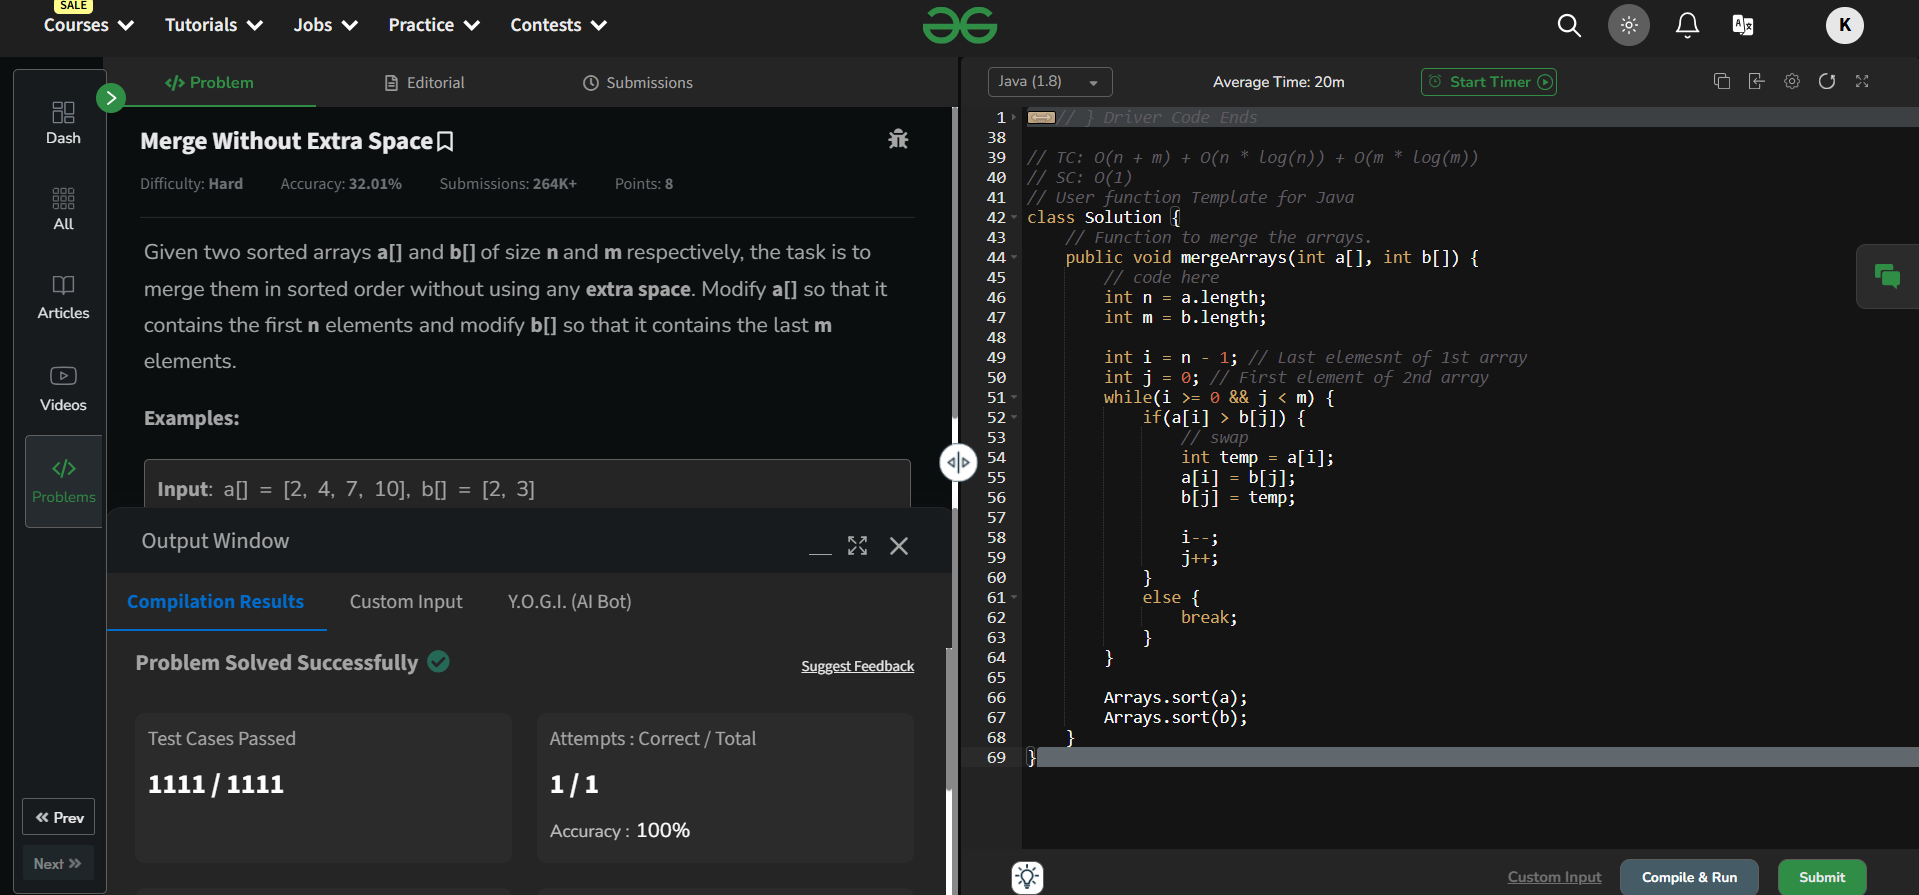 SALE
Courses
Tutorials
Jobs
Practice
Contests
K
Dash
All
Articles
Videos
</> Problems
Prev
Next
</> Problem
Editorial
Submissions
Merge Without Extra Space
Difficulty: Hard
Accuracy: 32.01%
Submissions: 264K+
Points: 8
Given two sorted arrays a[] and b[] of size n and m respectively, the task is to
merge them in sorted order without using any extra space. Modify a[] so that it
contains the first n elements and modify b[] so that it contains the last m
elements.
Examples:
Input: a[] = [2, 4, 7, 10], b[] = [2, 3]
Output Window
Compilation Results
Custom Input
Y.O.G.I. (AI Bot)
Problem Solved Successfully
Suggest Feedback
Test Cases Passed
1111 / 1111
Attempts : Correct / Total
1 / 1
Accuracy : 100%
Java (1.8)
Average Time: 20m
Start Timer
1 // } Driver Code Ends
38
39 // TC: O(n + m) + O(n * log(n)) + O(m * log(m))
40 // SC: O(1)
41 // User function Template for Java
42 class Solution {
43 // Function to merge the arrays.
44 public void mergeArrays(int a[], int b[]) {
45 // code here
46 int n = a.length;
47 int m = b.length;
48
49 int i = n - 1; // Last elemesnt of 1st array
50 int j = 0; // First element of 2nd array
51 while(i >= 0 && j < m) {
52 if(a[i] > b[j]) {
53 // swap
54 int temp = a[i];
55 a[i] = b[j];
56 b[j] = temp;
57
58 i--;
59 j++;
60 }
61 else {
62 break;
63 }
64 }
65
66 Arrays.sort(a);
67 Arrays.sort(b);
68 }
69 }
Custom Input
Compile & Run
Submit